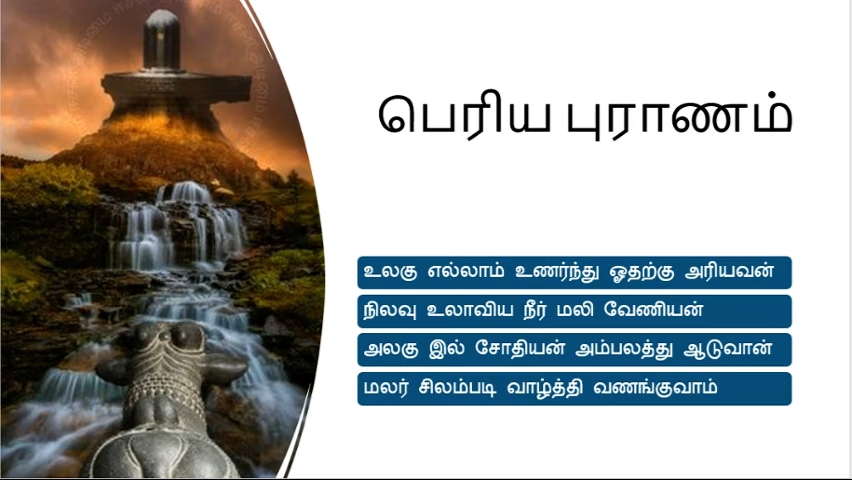 பெரிய புராணம்
உலகு எல்லாம் உணர்ந்து ஓதற்கு அரியவன்
நிலவு உலாவிய நீர் மலி வேணியன்
அலகு இல் சோதியன் அம்பலத்து ஆடுவான்
மலர் சிலம்படி வாழ்த்தி வணங்குவாம்